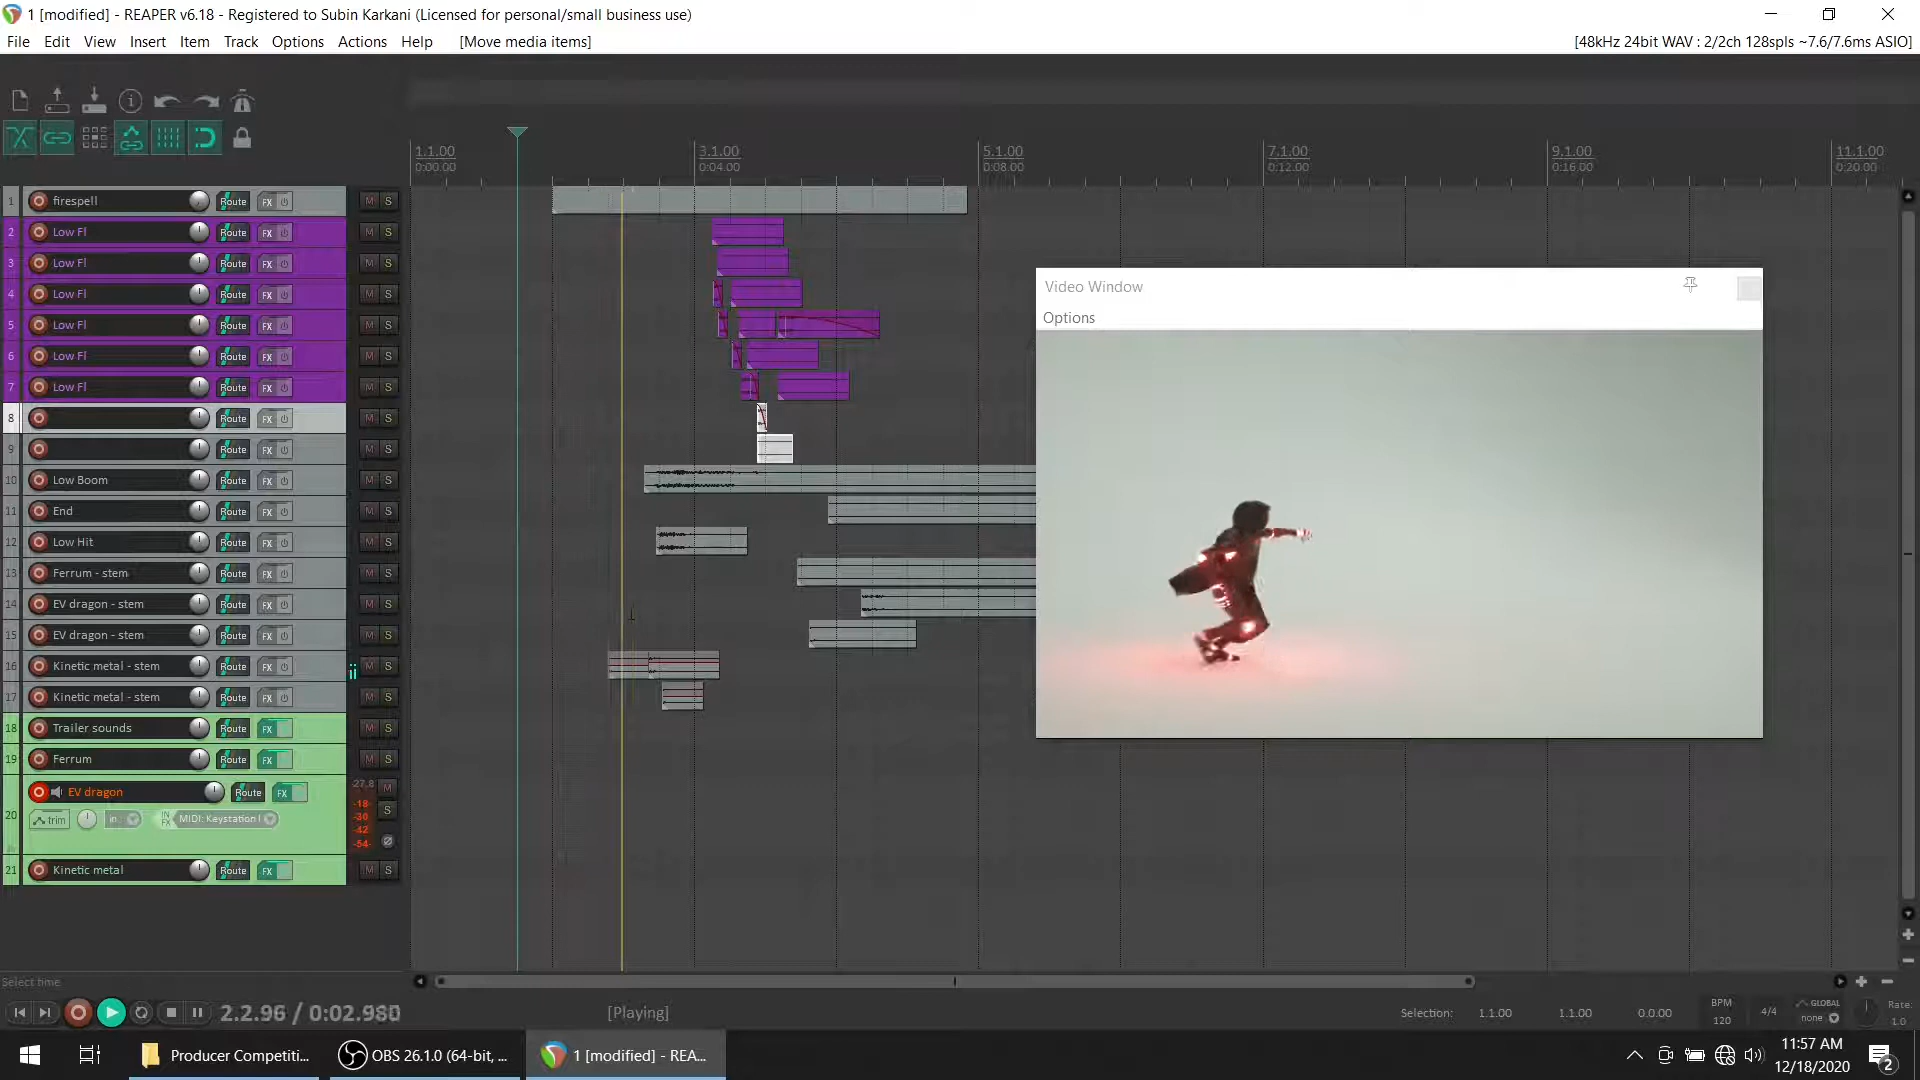 1 [modified] - REAPER v6.18 - Registered to Subin Karkani (Licensed for personal/small business use)
File Edit View Insert Item Track Options Actions Help [Move media items] [48kHz 24bit WAV : 2/2ch 128spls ~7.6/7.6ms ASIO]
1.1.00 3.1.00 5.1.00 7.1.00 9.1.00 11.1.00
0:00.00 0:04.00 0:08.00 0:12.00 0:16.00 0:20.00
1 firespell Route FX M S
2 Low Fl Route FX M S
3 Low Fl Route FX M S
4 Low Fl Route FX M S
5 Low Fl Route FX M S
6 Low Fl Route FX M S
7 Low Fl Route FX M S
8 Route FX M S
9 Route FX M S
10 Low Boom Route FX M S
11 End Route FX M S
12 Low Hit Route FX M S
13 Ferrum - stem Route FX M S
14 EV dragon - stem Route FX M S
15 EV dragon - stem Route FX M S
16 Kinetic metal - stem Route FX M S
17 Kinetic metal - stem Route FX M S
18 Trailer sounds Route FX M S
19 Ferrum Route FX M S
20 EV dragon Route FX -27.8 M
S
-18-
-30
-42
-54-
trim in IN FX MIDI: Keystation
21 Kinetic metal Route FX M S
Video Window
Options
Select time
2.2.96 / 0:02.980 [Playing] Selection: 1.1.00 1.1.00 0.0.00 BPM 120 4/4 GLOBAL none Rate: 1.0
Producer Competiti... OBS 26.1.0 (64-bit, ... 1 [modified] - REA...
11:57 AM
12/18/2020
2